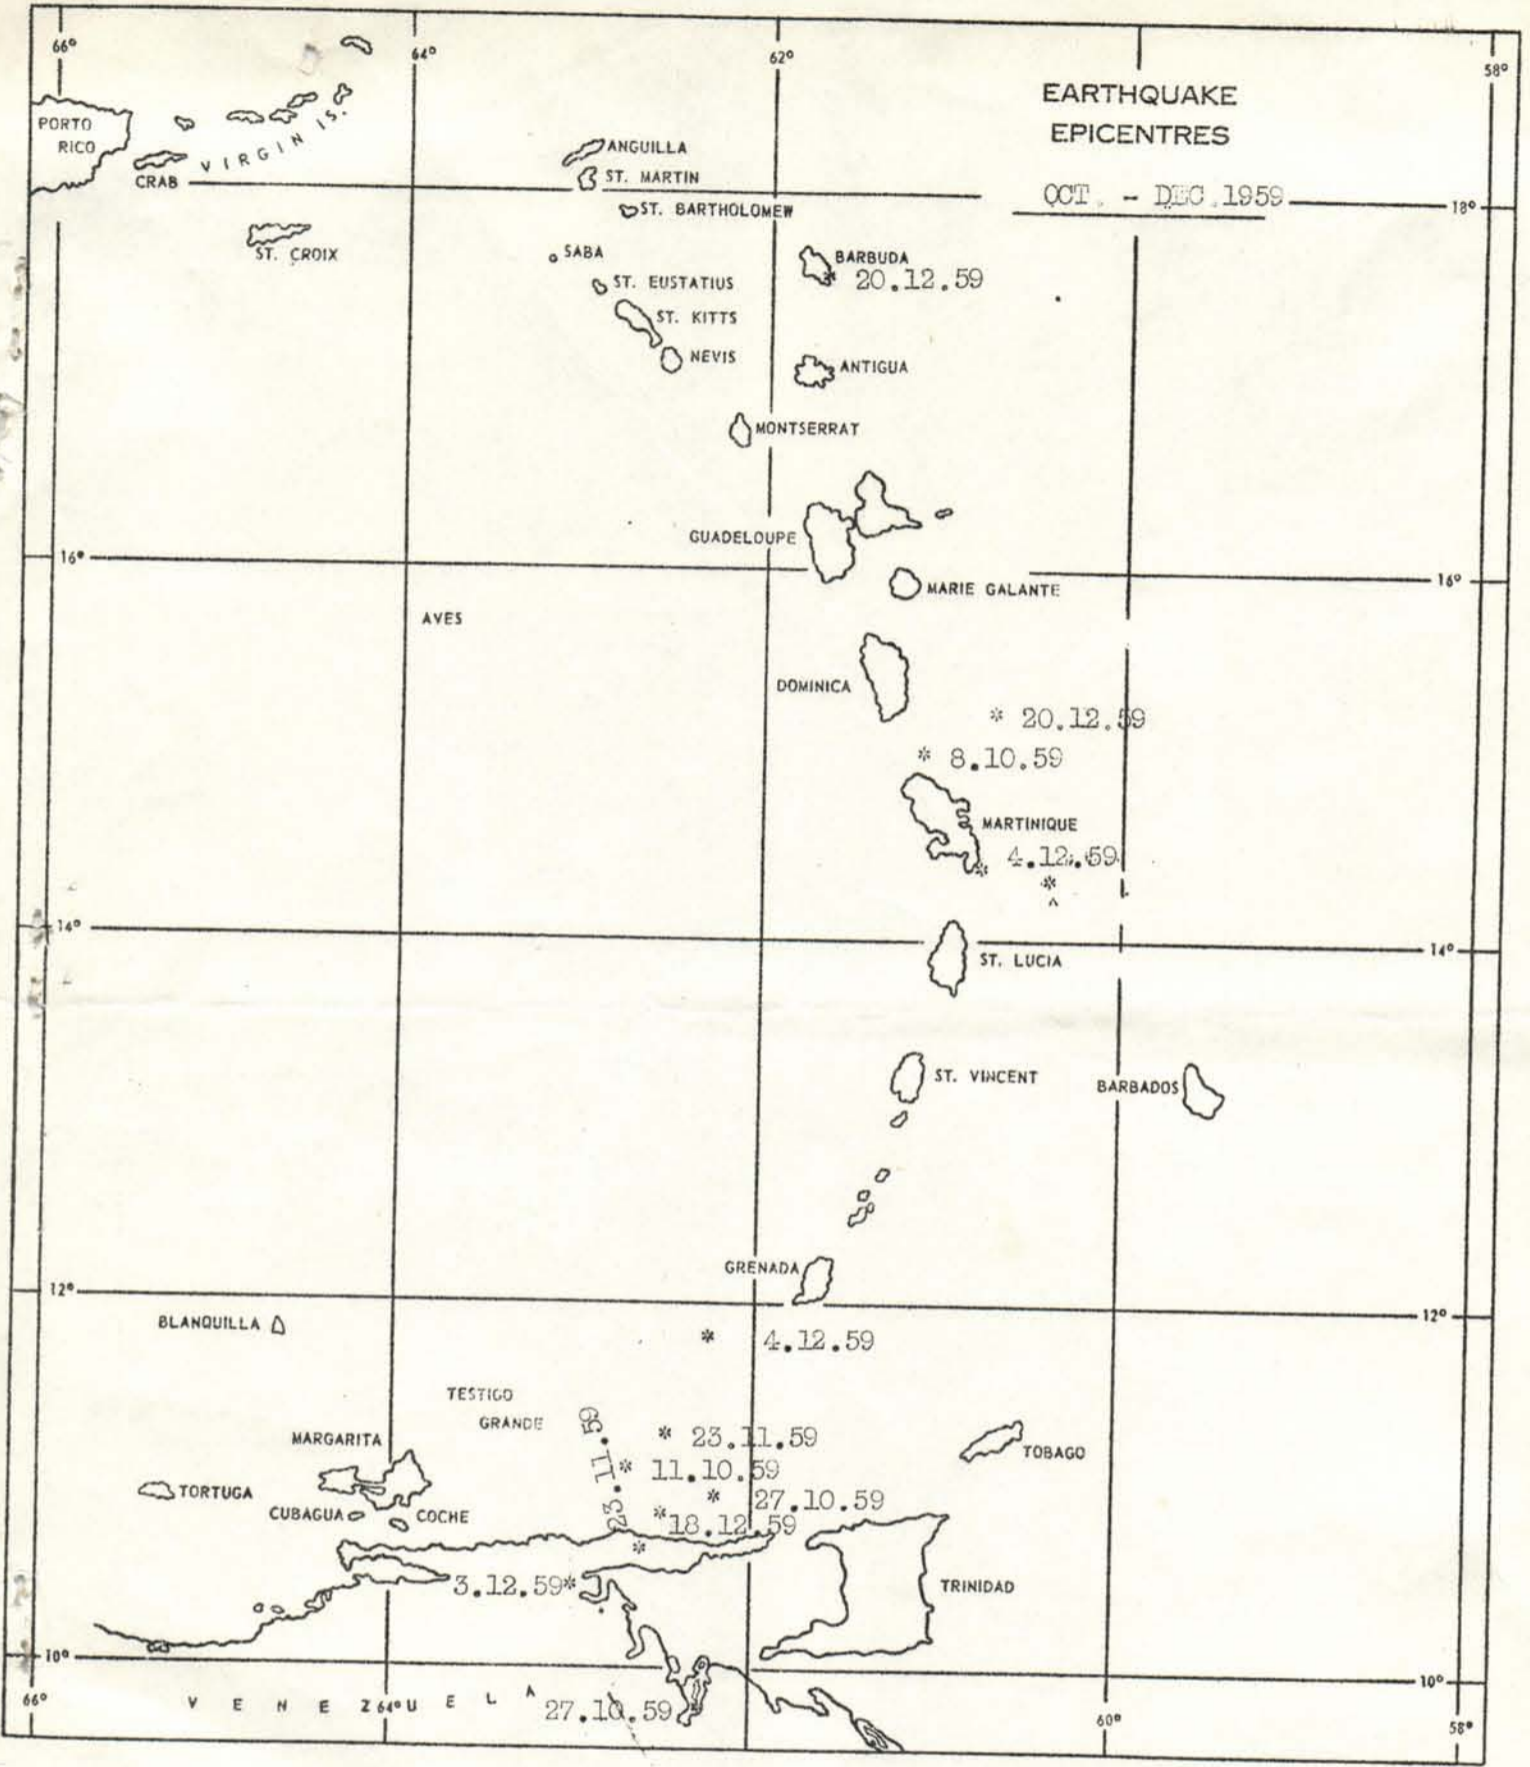 66°
64°
62°
58°
EARTHQUAKE
EPICENTRES
OCT. - DEC.1959
PORTO
RICO
VIRGIN IS.
CRAB
ANGUILLA
ST. MARTIN
ST. BARTHOLOMEW
18°
ST. CROIX
SABA
BARBUDA
* 20.12.59
ST. EUSTATIUS
ST. KITTS
NEVIS
ANTIGUA
MONTSERRAT
GUADELOUPE
16°
16°
MARIE GALANTE
AVES
DOMINICA
* 20.12.59
* 8.10.59
MARTINIQUE
* 4.12.59
*
^
14°
14°
ST. LUCIA
ST. VINCENT
BARBADOS
GRENADA
12°
12°
BLANQUILLA
* 4.12.59
TESTIGO
GRANDE
MARGARITA
23.11.59
* 23.11.59
TOBAGO
* 11.10.59
TORTUGA
* 27.10.59
CUBAGUA
COCHE
* 18.12.59
*
3.12.59*
TRINIDAD
10°
10°
66°
VENEZUELA
64°
27.10.59
60°
58°